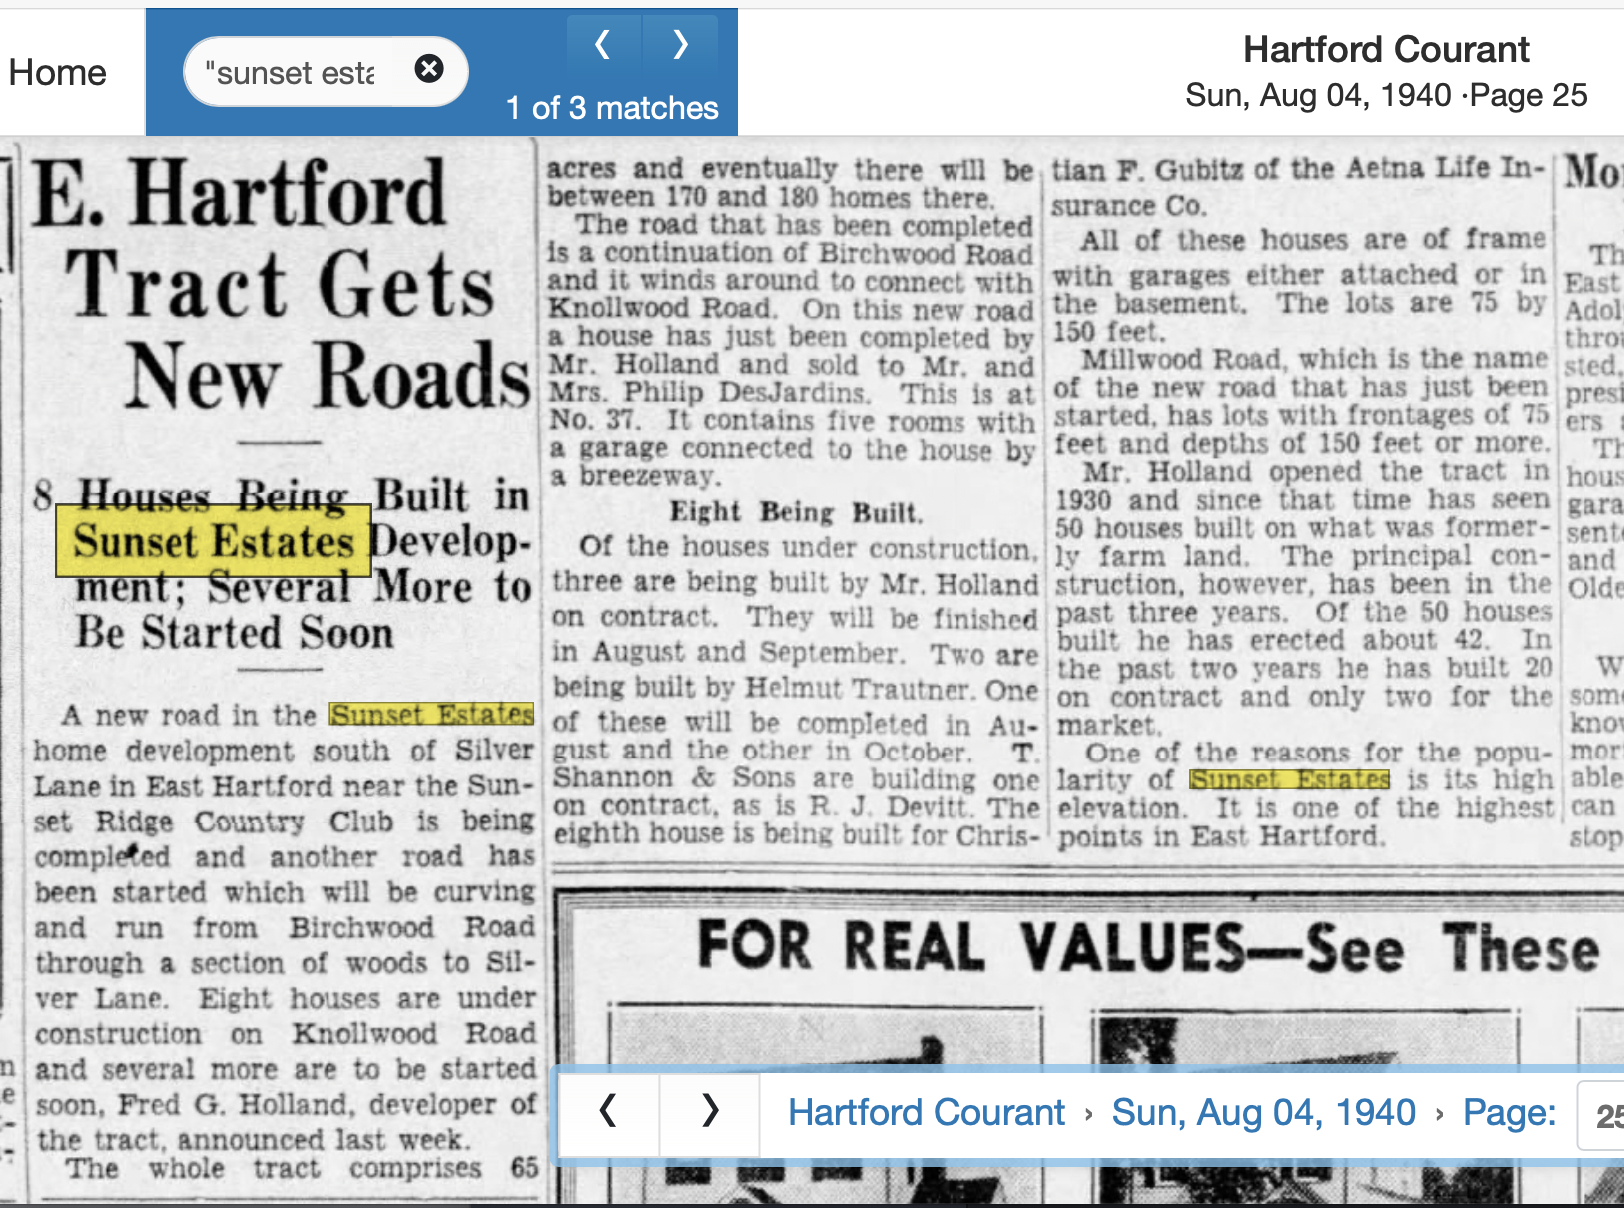 Home
"sunset esta
1 of 3 matches
Hartford Courant
Sun, Aug 04, 1940 ·Page 25
E. Hartford
Tract Gets
New Roads
8 Houses Being Built in
Sunset Estates Develop-
ment; Several More to
Be Started Soon
A new road in the Sunset Estates
home development south of Silver
Lane in East Hartford near the Sun-
set Ridge Country Club is being
completed and another road has
been started which will be curving
and run from Birchwood Road
through a section of woods to Sil-
ver Lane. Eight houses are under
construction on Knollwood Road
and several more are to be started
soon, Fred G. Holland, developer of
the tract, announced last week.
The whole tract comprises 65
acres and eventually there will be
between 170 and 180 homes there.
The road that has been completed
is a continuation of Birchwood Road
and it winds around to connect with
Knollwood Road. On this new road
a house has just been completed by
Mr. Holland and sold to Mr. and
Mrs. Philip DesJardins. This is at
No. 37. It contains five rooms with
a garage connected to the house by
a breezeway.
Eight Being Built.
Of the houses under construction,
three are being built by Mr. Holland
on contract. They will be finished
in August and September. Two are
being built by Helmut Trautner. One
of these will be completed in Au-
gust and the other in October. T.
Shannon & Sons are building one
on contract, as is R. J. Devitt. The
eighth house is being built for Chris-
tian F. Gubitz of the Aetna Life In-
surance Co.
All of these houses are of frame
with garages either attached or in
the basement. The lots are 75 by
150 feet.
Millwood Road, which is the name
of the new road that has just been
started, has lots with frontages of 75
feet and depths of 150 feet or more.
Mr. Holland opened the tract in
1930 and since that time has seen
50 houses built on what was former-
ly farm land. The principal con-
struction, however, has been in the
past three years. Of the 50 houses
built he has erected about 42. In
the past two years he has built 20
on contract and only two for the
market.
One of the reasons for the popu-
larity of Sunset Estates is its high
elevation. It is one of the highest
points in East Hartford.
FOR REAL VALUES—See These
Hartford Courant › Sun, Aug 04, 1940 › Page: 25